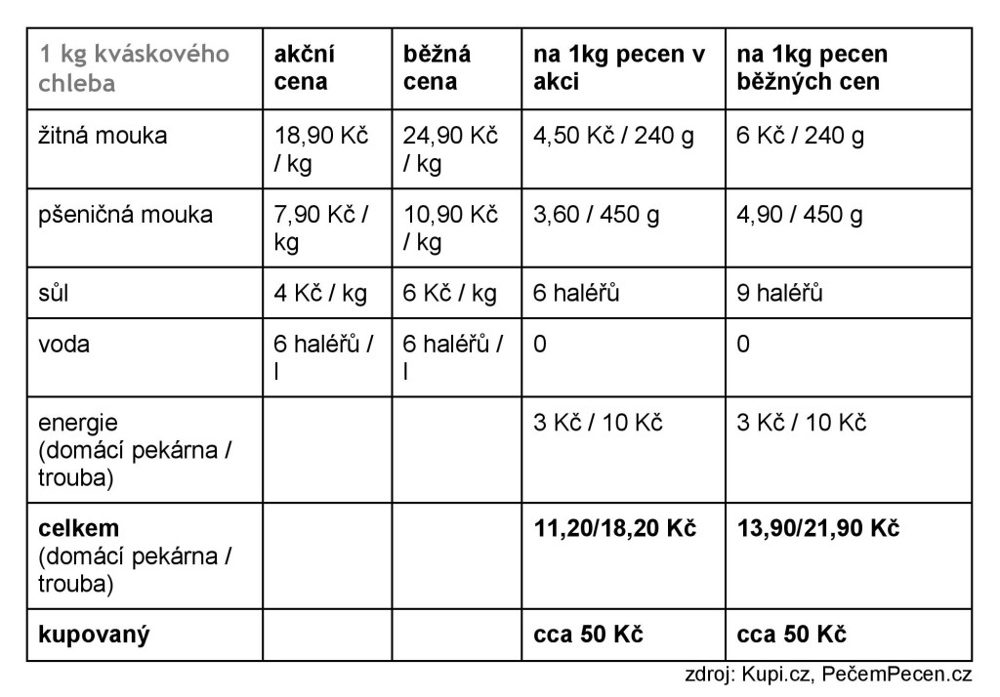 1 kg kváskového
chleba
akční
cena
běžná
cena
na 1kg pecen v
akci
na 1kg pecen
běžných cen
žitná mouka
18,90 Kč
/ kg
24,90 Kč
/ kg
4,50 Kč / 240 g
6 Kč / 240 g
pšeničná mouka
7,90 Kč /
kg
10,90 Kč
/ kg
3,60 / 450 g
4,90 / 450 g
sůl
4 Kč / kg
6 Kč / kg
6 haléřů
9 haléřů
voda
6 haléřů /
l
6 haléřů /
l
0
0
energie
(domácí pekárna /
trouba)
3 Kč / 10 Kč
3 Kč / 10 Kč
celkem
(domácí pekárna /
trouba)
11,20/18,20 Kč
13,90/21,90 Kč
kupovaný
cca 50 Kč
cca 50 Kč
zdroj: Kupi.cz, PečemPecen.cz